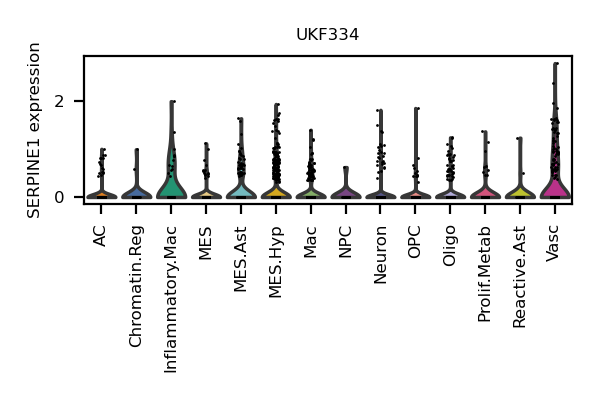 UKF334
SERPINE1 expression
2
0
AC
Chromatin.Reg
Inflammatory.Mac
MES
MES.Ast
MES.Hyp
Mac
NPC
Neuron
OPC
Oligo
Prolif.Metab
Reactive.Ast
Vasc